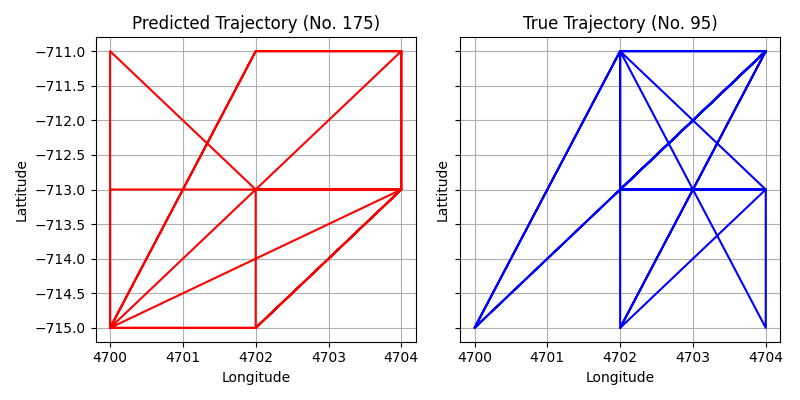 Predicted Trajectory (No. 175)
True Trajectory (No. 95)
−711.0
−711.5
−712.0
−712.5
−713.0
−713.5
−714.0
−714.5
−715.0
Lattitude
Lattitude
4700 4701 4702 4703 4704
4700 4701 4702 4703 4704
Longitude
Longitude